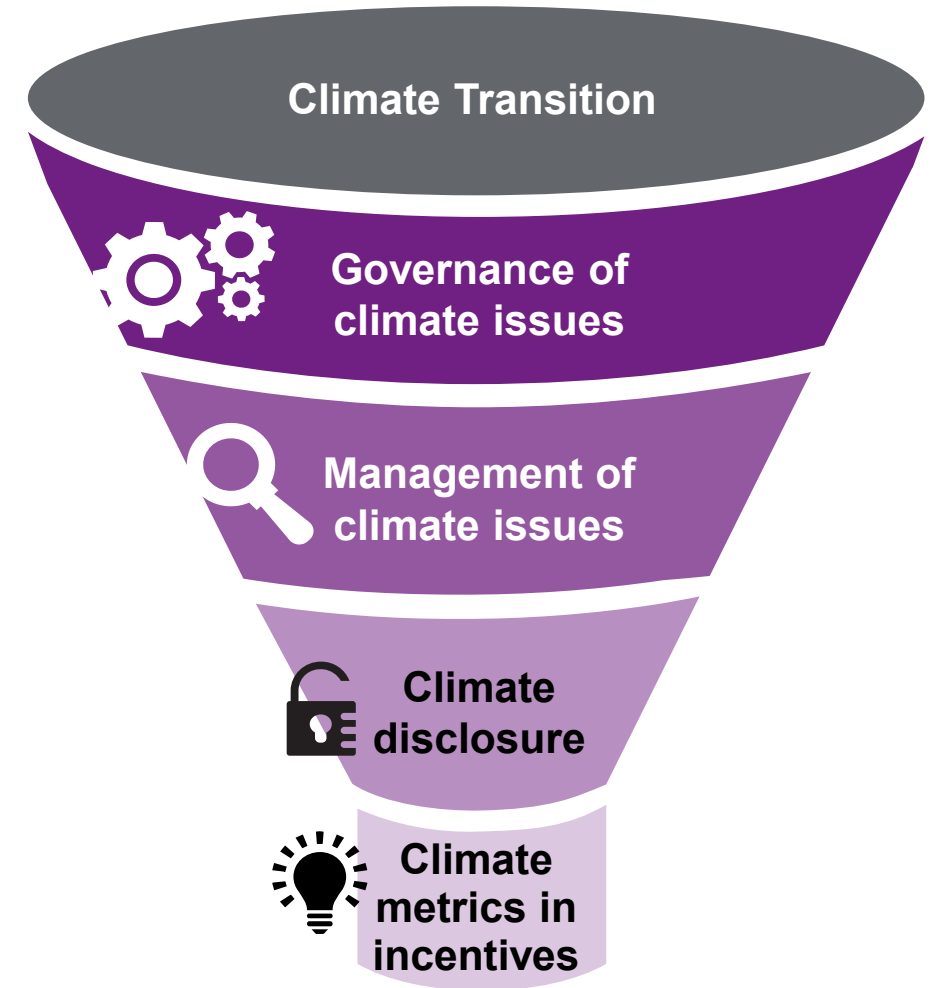 Climate Transition
Governance of
climate issues
Management of
climate issues
Climate
disclosure
Climate
metrics in
incentives